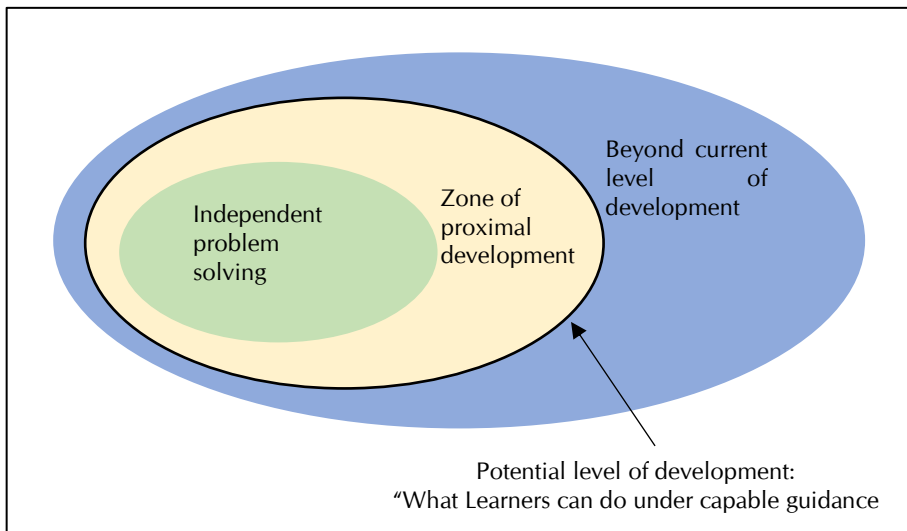 Independent
problem
solving
Zone of
proximal
development
Beyond current
level of
development
Potential level of development:
“What Learners can do under capable guidance